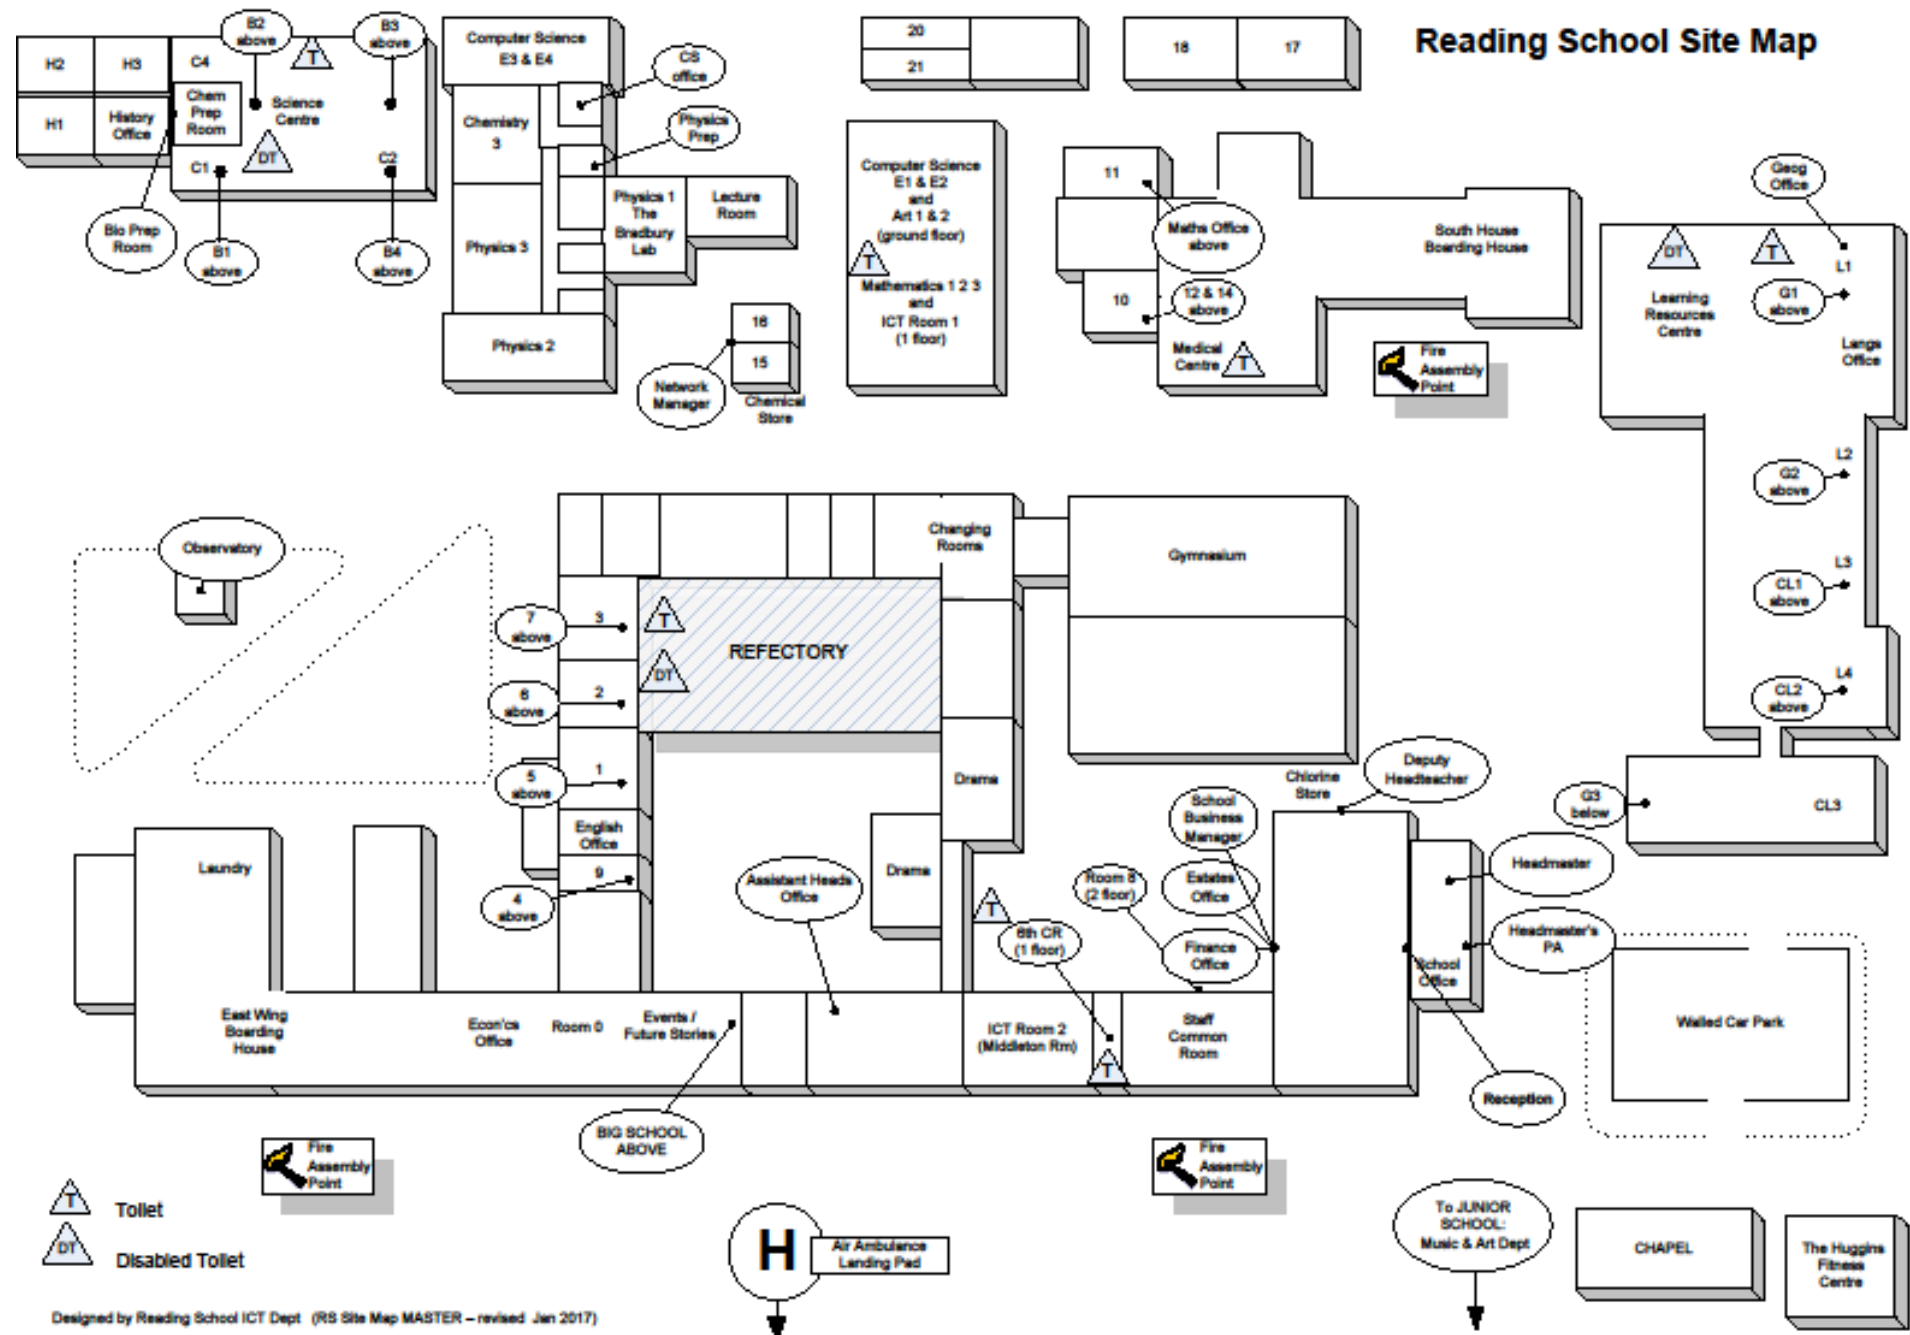 Reading School Site Map
B2
above
B3
above
H2
H3
C4
T
Chem
Prep
Room
Science
Centre
H1
History
Office
DT
C1
C2
Bio Prep
Room
B1
above
B4
above
Computer Science
E3 & E4
CS
office
Chemistry
3
Physics
Prep
Physics 1
The
Bradbury
Lab
Lecture
Room
Physics 3
Physics 2
16
15
Network
Manager
Chemical
Store
20
21
18
17
Computer Science
E1 & E2
and
Art 1 & 2
(ground floor)
T
Mathematics 1 2 3
and
ICT Room 1
(1 floor)
11
Maths Office
above
10
12 & 14
above
Medical
Centre
T
South House
Boarding House
Fire
Assembly
Point
Geog
Office
DT
T
L1
G1
above
Learning
Resources
Centre
Langs
Office
L2
G2
above
L3
CL1
above
L4
CL2
above
G3
below
CL3
Observatory
Changing
Rooms
Gymnasium
7
above
3
T
REFECTORY
DT
6
above
2
5
above
1
English
Office
9
4
above
Drama
Drama
Assistant Heads
Office
T
6th CR
(1 floor)
Room 8
(2 floor)
School
Business
Manager
Estates
Office
Finance
Office
Chlorine
Store
Deputy
Headteacher
Headmaster
Headmaster's
PA
School
Office
Walled Car Park
Laundry
East Wing
Boarding
House
Econ'cs
Office
Room 0
Events /
Future Stories
ICT Room 2
(Middleton Rm)
T
Staff
Common
Room
Reception
BIG SCHOOL
ABOVE
Fire
Assembly
Point
Fire
Assembly
Point
T Toilet
DT Disabled Toilet
H
Air Ambulance
Landing Pad
To JUNIOR
SCHOOL:
Music & Art Dept
CHAPEL
The Huggins
Fitness
Centre
Designed by Reading School ICT Dept (RS Site Map MASTER – revised Jan 2017)